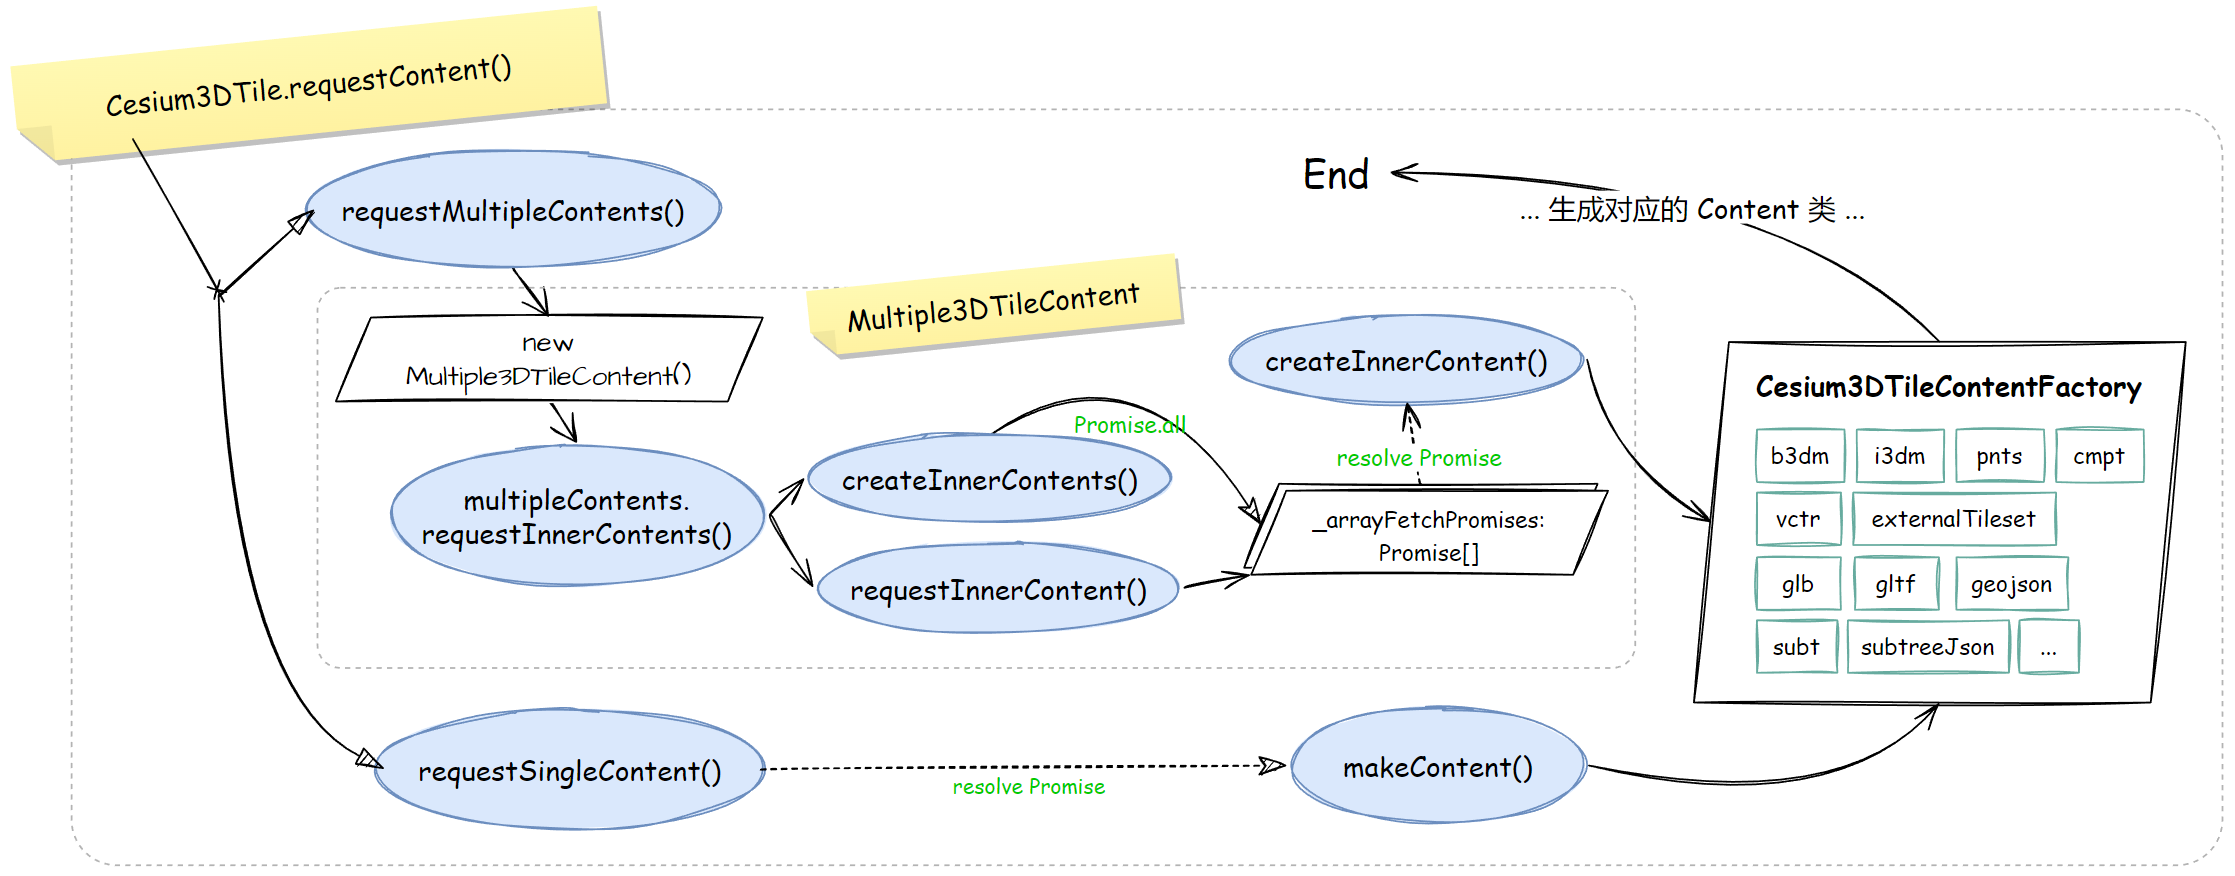 Cesium3DTile.requestContent()
requestMultipleContents()
End
... 生成对应的 Content 类 ...
Multiple3DTileContent
new
Multiple3DTileContent()
createInnerContent()
Cesium3DTileContentFactory
Promise.all
resolve Promise
b3dm
i3dm
pnts
cmpt
createInnerContents()
multipleContents.
requestInnerContents()
_arrayFetchPromises:
Promise[]
vctr
externalTileset
requestInnerContent()
glb
gltf
geojson
subt
subtreeJson
...
requestSingleContent()
resolve Promise
makeContent()